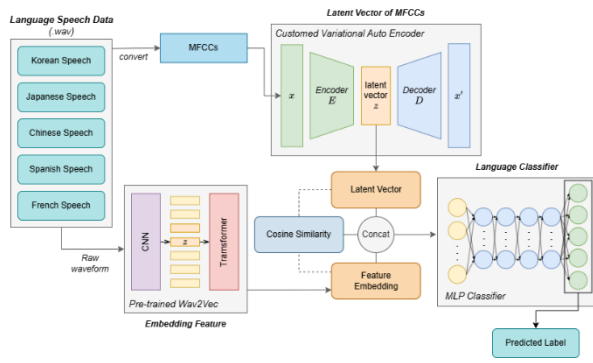 Language Speech Data
(.wav)
Korean Speech
Japanese Speech
Chinese Speech
Spanish Speech
French Speech
convert
MFCCs
Latent Vector of MFCCs
Customed Variational Auto Encoder
x
Encoder
E
latent
vector
z
Decoder
D
x'
Raw
waveform
CNN
z
Transformer
Pre-trained Wav2Vec
Embedding Feature
Latent Vector
Cosine Similarity
Concat
Feature
Embedding
Language Classifier
MLP Classifier
Predicted Label